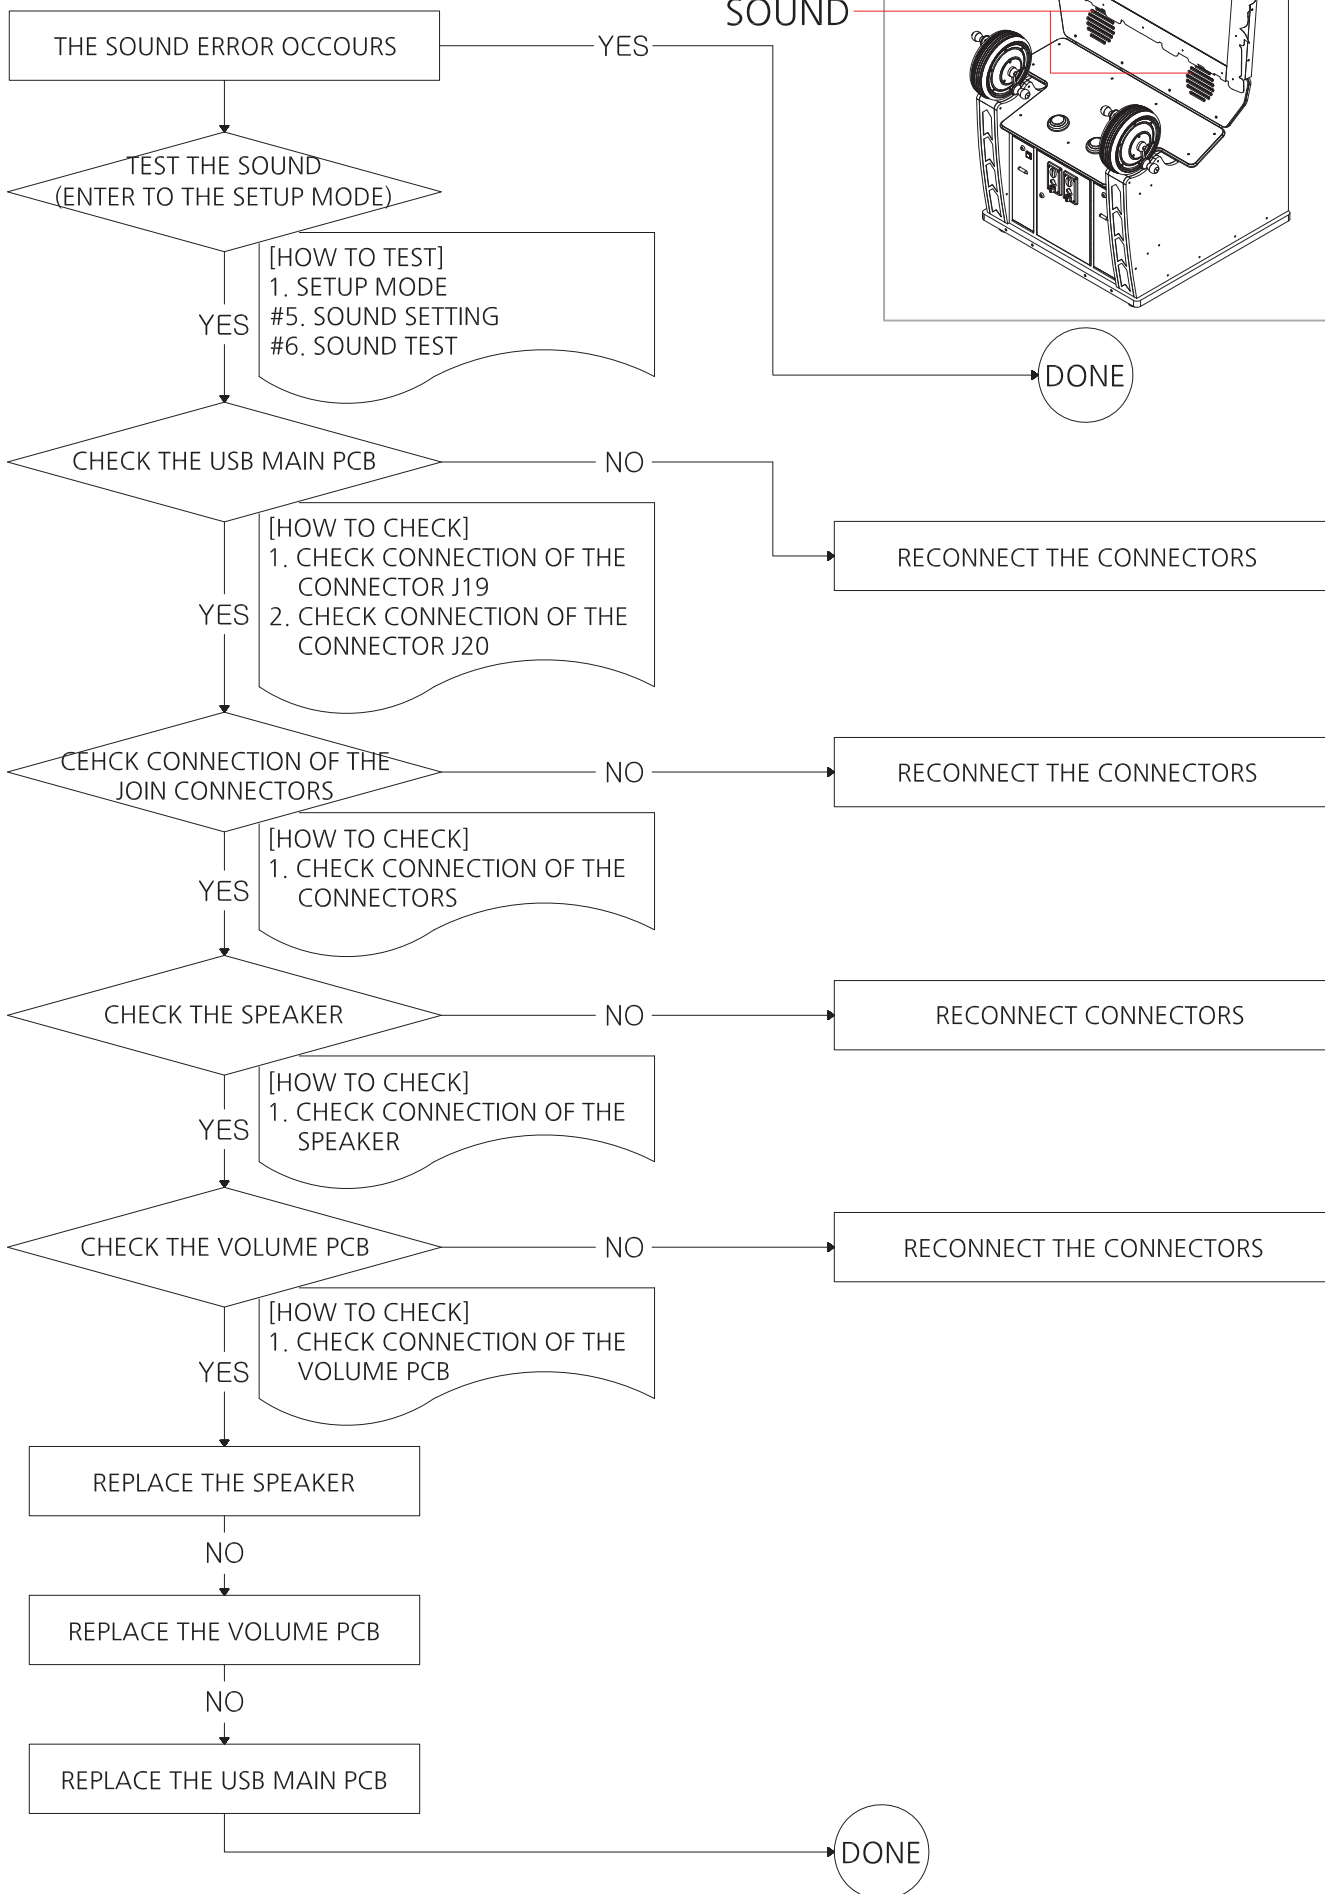 SOUND
THE SOUND ERROR OCCOURS
YES
TEST THE SOUND
(ENTER TO THE SETUP MODE)
[HOW TO TEST]
1. SETUP MODE
#5. SOUND SETTING
#6. SOUND TEST
YES
DONE
CHECK THE USB MAIN PCB
NO
[HOW TO CHECK]
1. CHECK CONNECTION OF THE
CONNECTOR J19
2. CHECK CONNECTION OF THE
CONNECTOR J20
RECONNECT THE CONNECTORS
YES
CEHCK CONNECTION OF THE
JOIN CONNECTORS
NO
RECONNECT THE CONNECTORS
[HOW TO CHECK]
1. CHECK CONNECTION OF THE
CONNECTORS
YES
CHECK THE SPEAKER
NO
RECONNECT CONNECTORS
[HOW TO CHECK]
1. CHECK CONNECTION OF THE
SPEAKER
YES
CHECK THE VOLUME PCB
NO
RECONNECT THE CONNECTORS
[HOW TO CHECK]
1. CHECK CONNECTION OF THE
VOLUME PCB
YES
REPLACE THE SPEAKER
NO
REPLACE THE VOLUME PCB
NO
REPLACE THE USB MAIN PCB
DONE